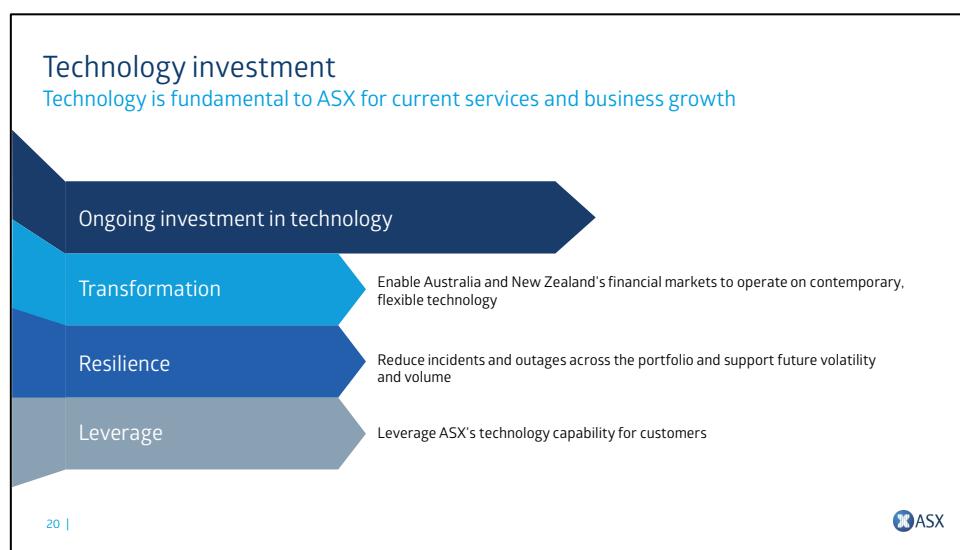 Technology investment
Technology is fundamental to ASX for current services and business growth
Ongoing investment in technology
Transformation
Enable Australia and New Zealand's financial markets to operate on contemporary,
flexible technology
Resilience
Reduce incidents and outages across the portfolio and support future volatility
and volume
Leverage
Leverage ASX's technology capability for customers
20 |
ASX